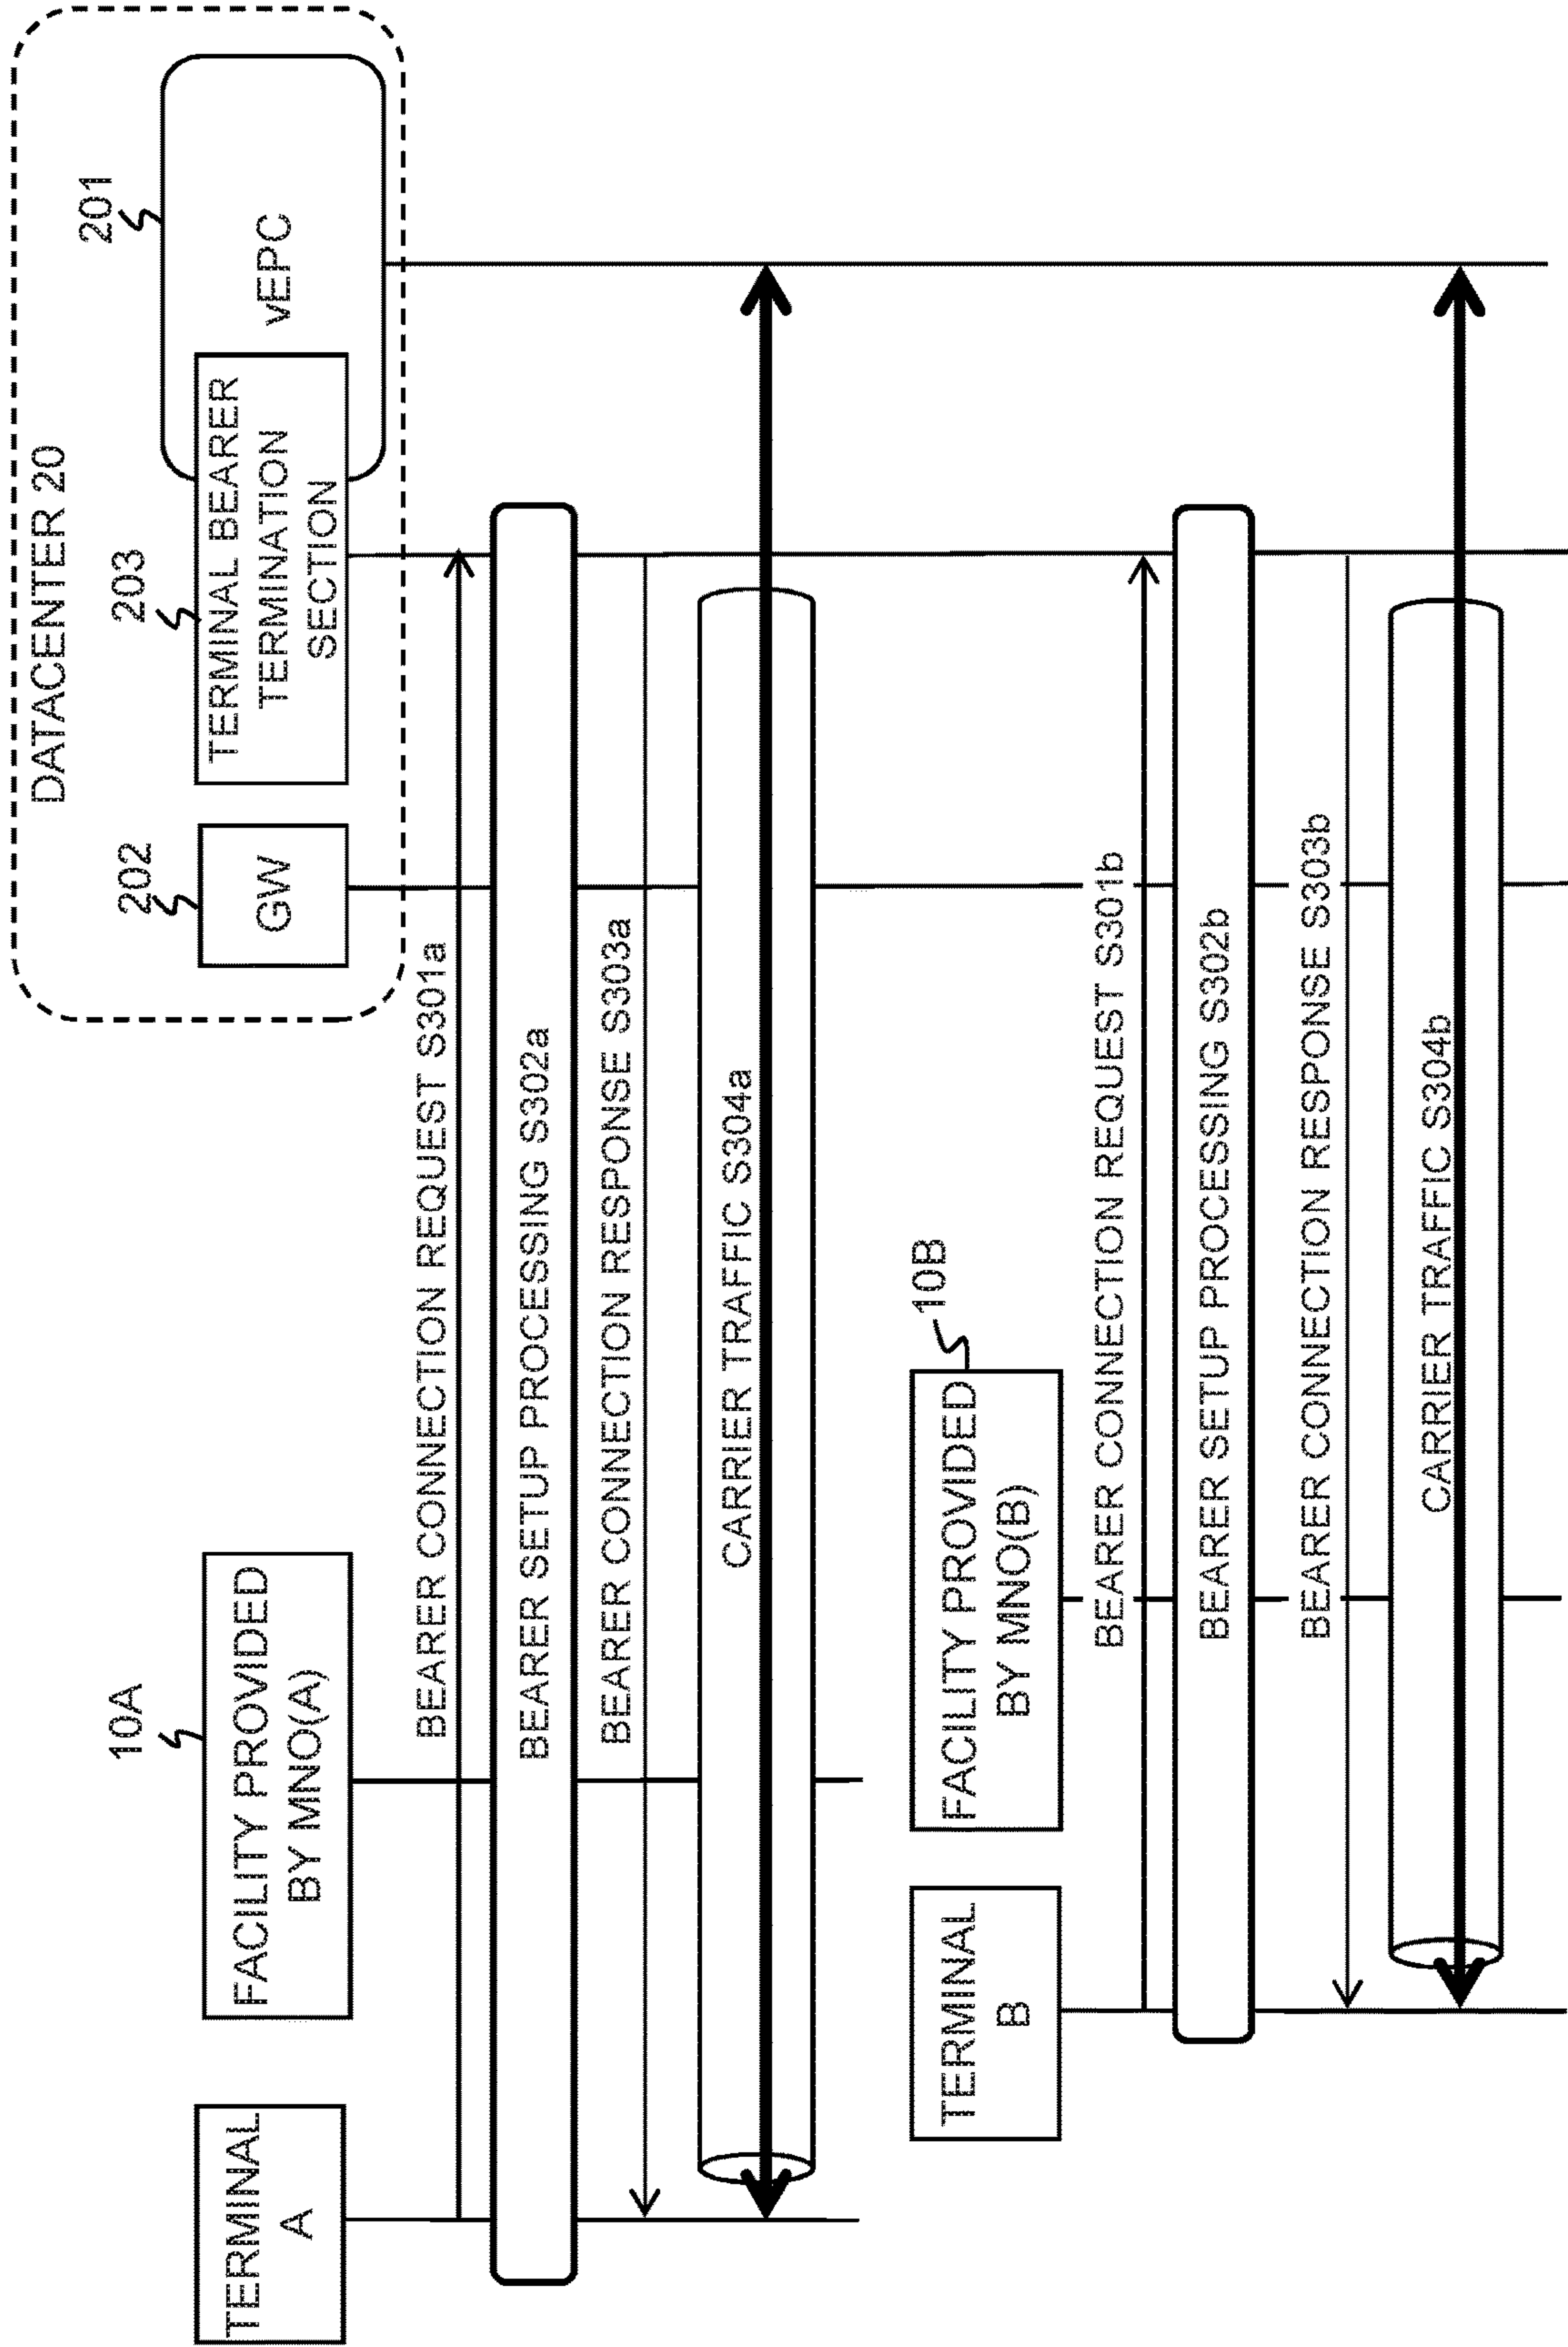 DATACENTER 20
10A
202
203
201
TERMINAL
A
FACILITY PROVIDED
BY MNO(A)
GW
TERMINAL BEARER
TERMINATION
SECTION
vEPC
BEARER CONNECTION REQUEST S301a
BEARER SETUP PROCESSING S302a
BEARER CONNECTION RESPONSE S303a
CARRIER TRAFFIC S304a
10B
TERMINAL
B
FACILITY PROVIDED
BY MNO(B)
BEARER CONNECTION REQUEST S301b
BEARER SETUP PROCESSING S302b
BEARER CONNECTION RESPONSE S303b
CARRIER TRAFFIC S304b